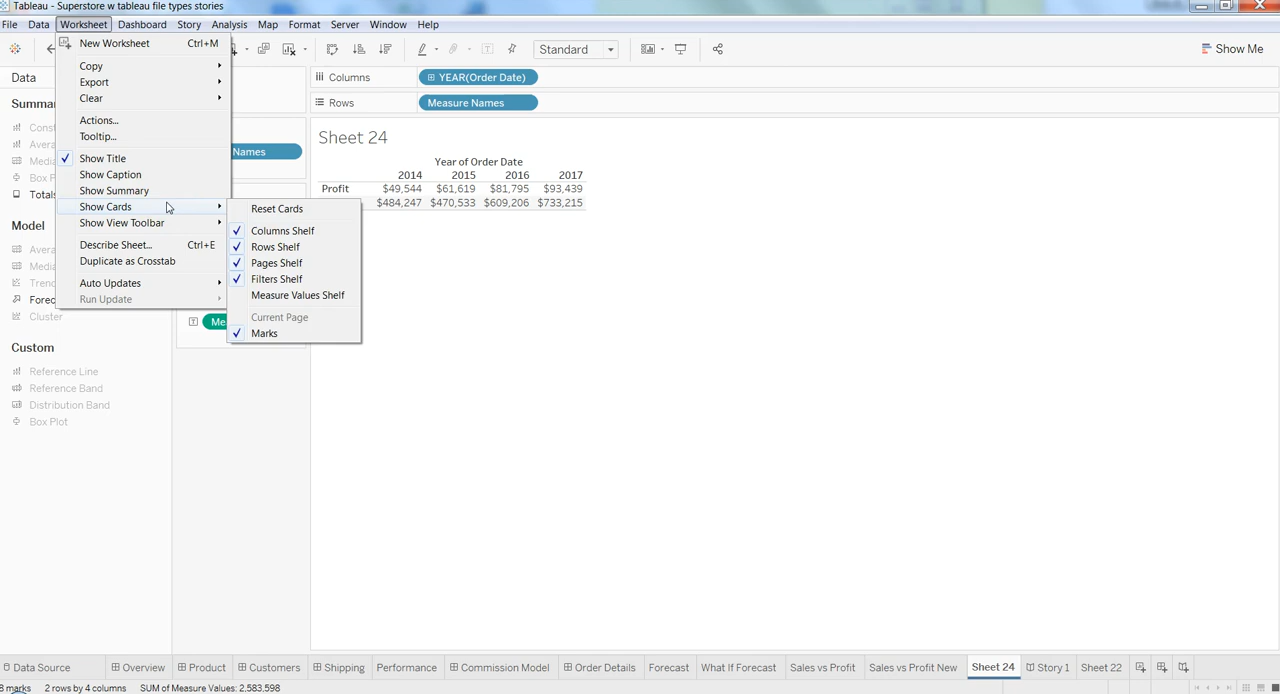 Tableau - Superstore w tableau file types stories
File Data Worksheet Dashboard Story Analysis Map Format Server Window Help
New Worksheet Ctrl+M
Copy
Export
Clear
Actions...
Tooltip...
Show Title
Show Caption
Show Summary
Show Cards
Show View Toolbar
Describe Sheet... Ctrl+E
Duplicate as Crosstab
Auto Updates
Run Update
Reset Cards
Columns Shelf
Rows Shelf
Pages Shelf
Filters Shelf
Measure Values Shelf
Current Page
Marks
Standard
Show Me
Data
Model
Custom
Reference Line
Reference Band
Distribution Band
Box Plot
Cluster
Names
Columns YEAR(Order Date)
Rows Measure Names
Sheet 24
Year of Order Date
2014 2015 2016 2017
Profit $49,544 $61,619 $81,795 $93,439
$484,247 $470,533 $609,206 $733,215
Data Source Overview Product Customers Shipping Performance Commission Model Order Details Forecast What If Forecast Sales vs Profit Sales vs Profit New Sheet 24 Story 1 Sheet 22
8 marks 2 rows by 4 columns SUM of Measure Values: 2,583,598